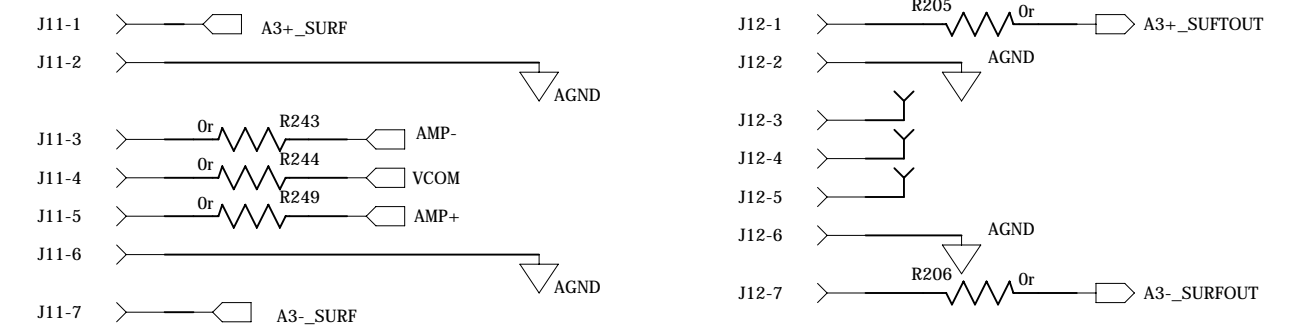 J11-1 A3+_SURF
J11-2 AGND
J11-3 0r R243 AMP-
J11-4 0r R244 VCOM
J11-5 0r R249 AMP+
J11-6 AGND
J11-7 A3-_SURF
R205
J12-1 0r A3+_SUFTOUT
J12-2 AGND
J12-3
J12-4
J12-5
J12-6 AGND
R206
J12-7 0r A3-_SURFOUT